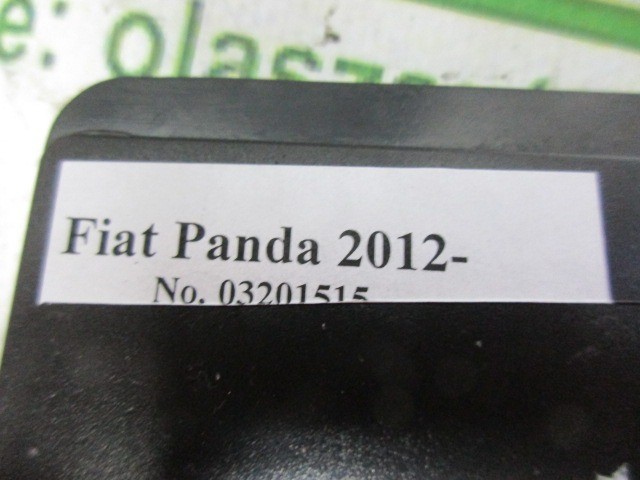 e: olasz
Fiat Panda 2012-
No. 03201515